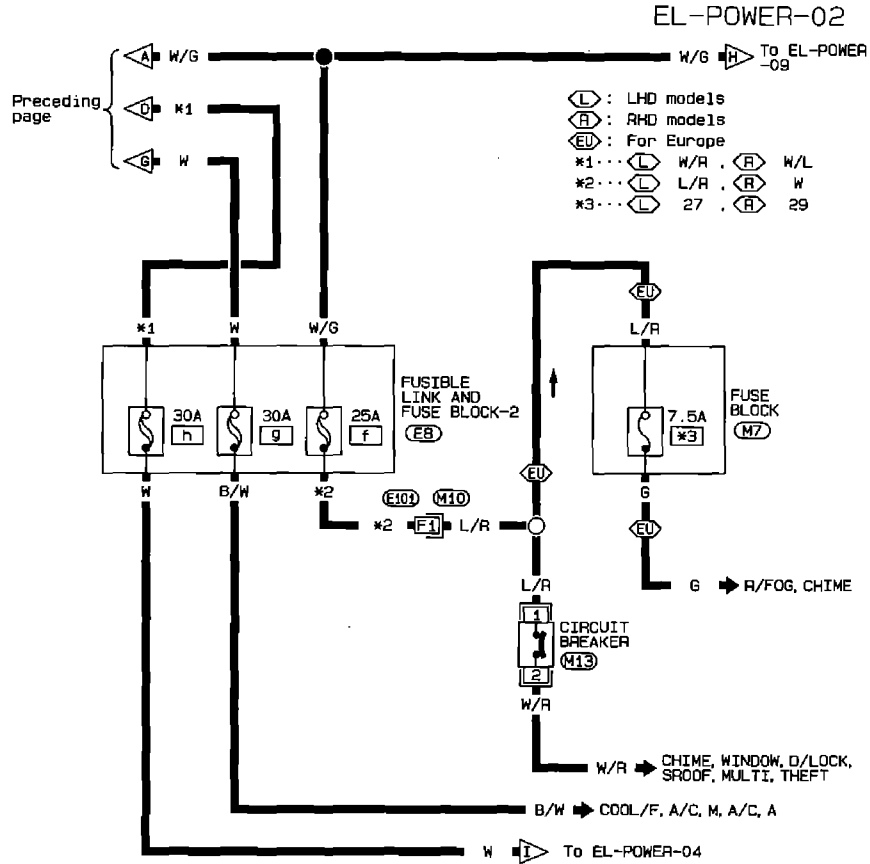 EL-POWER-02
A W/G
W/G H To EL-POWER
-09
Preceding
page
D *1
G W
L : LHD models
R : RHD models
EU : For Europe
*1··· L W/R , R W/L
*2··· L L/R , R W
*3··· L 27 , R 29
EU
*1 W W/G L/R
FUSIBLE
LINK AND
FUSE BLOCK-2
E8
30A
h
30A
g
25A
f
7.5A
*3
FUSE
BLOCK
M7
W B/W *2 EU G
E101 M10
*2 F1 L/R
EU
L/R
G R/FOG, CHIME
1
CIRCUIT
BREAKER
M13
2
W/R
W/R CHIME, WINDOW, D/LOCK,
SROOF, MULTI, THEFT
B/W COOL/F, A/C, M, A/C, A
W I To EL-POWER-04